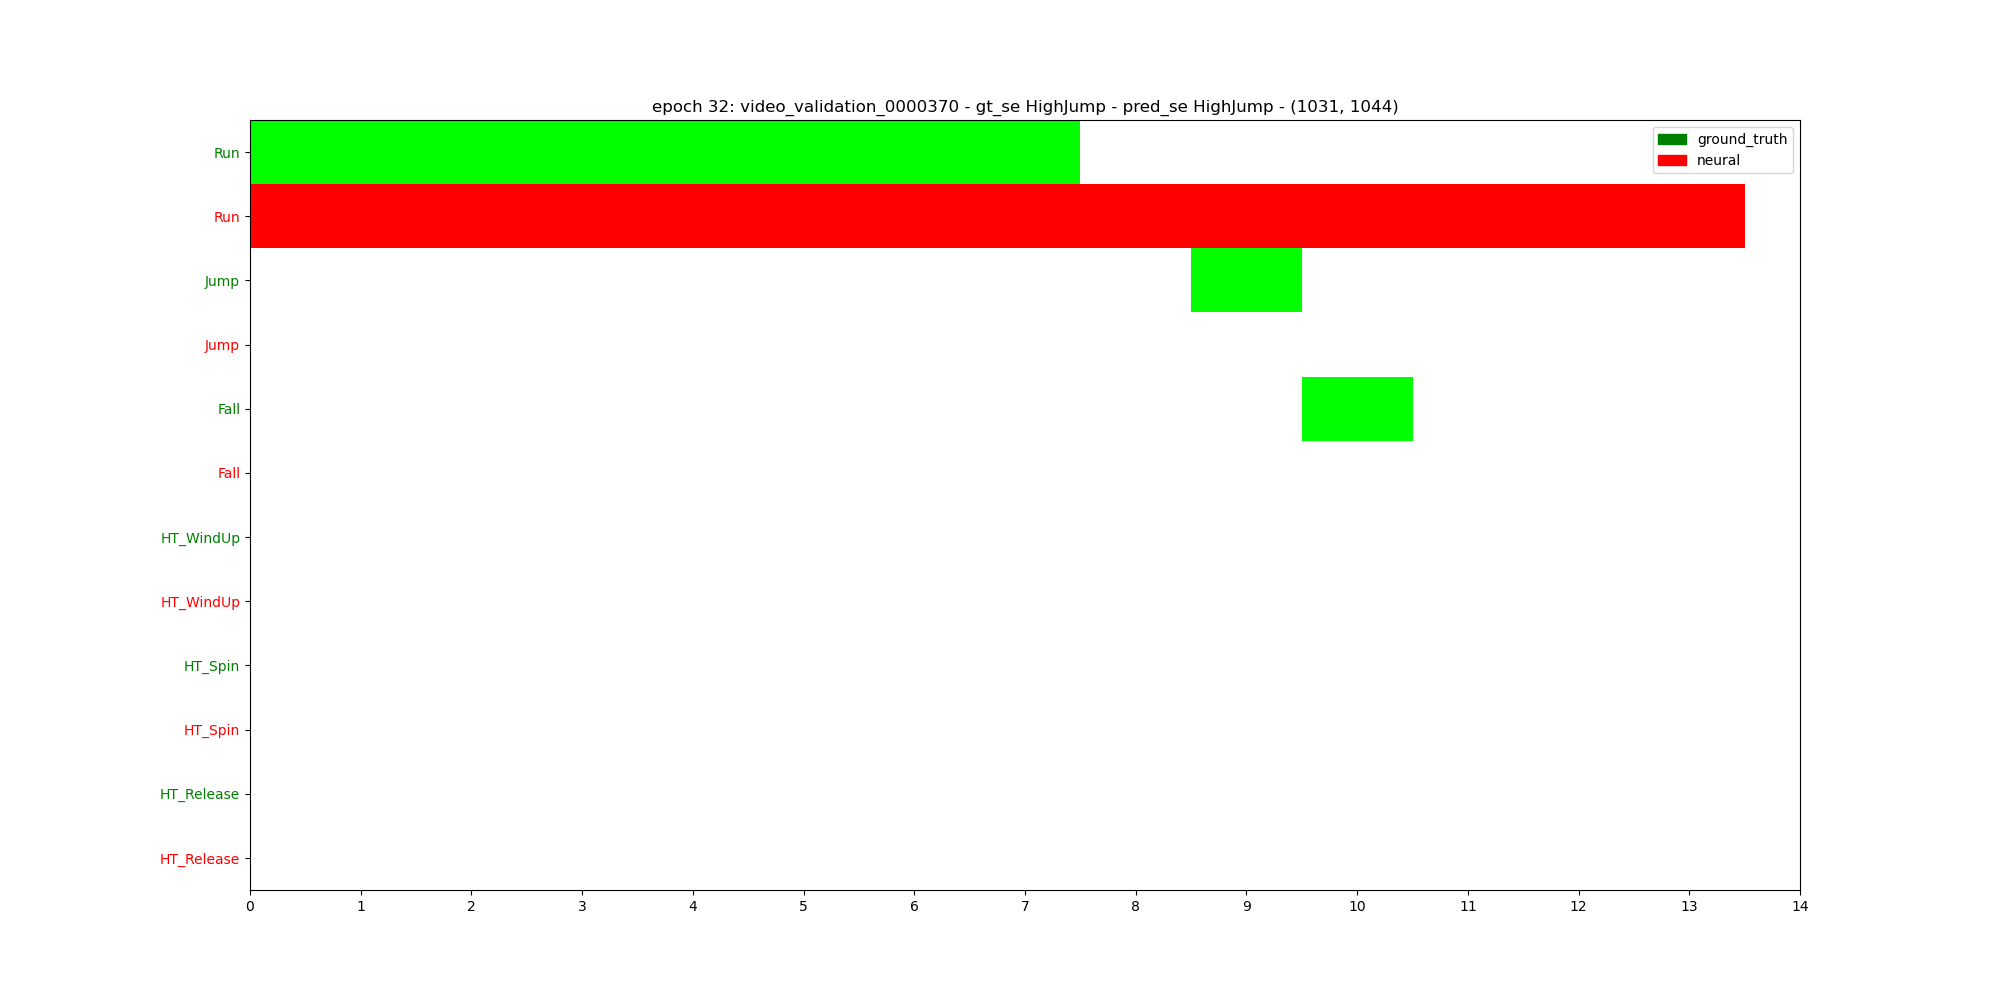 epoch 32: video_validation_0000370 - gt_se HighJump - pred_se HighJump - (1031, 1044)
ground_truth
neural
Run
Run
Jump
Jump
Fall
Fall
HT_WindUp
HT_WindUp
HT_Spin
HT_Spin
HT_Release
HT_Release
0 1 2 3 4 5 6 7 8 9 10 11 12 13 14